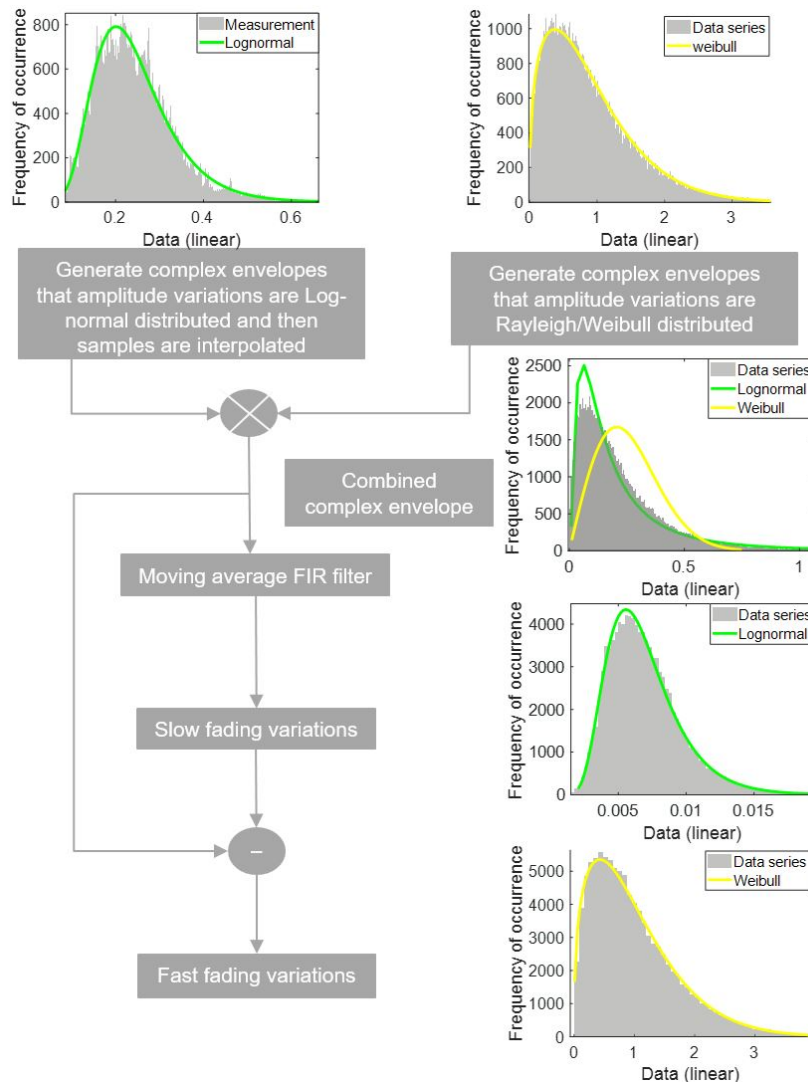 800
600
400
200
0
0.2
0.4
0.6
Frequency of occurrence
Data (linear)
Measurement
Lognormal
1000
800
600
400
200
0
0
1
2
3
Frequency of occurrence
Data (linear)
Data series
weibull
Generate complex envelopes
that amplitude variations are Log-
normal distributed and then
samples are interpolated
Generate complex envelopes
that amplitude variations are
Rayleigh/Weibull distributed
Combined
complex envelope
2500
2000
1500
1000
500
0
0
0.5
1
Frequency of occurrence
Data (linear)
Data series
Lognormal
Weibull
Moving average FIR filter
4000
3000
2000
1000
0
0.005
0.01
0.015
Frequency of occurrence
Data (linear)
Data series
Lognormal
Slow fading variations
–
5000
4000
3000
2000
1000
0
0
1
2
3
Frequency of occurrence
Data (linear)
Data series
Weibull
Fast fading variations